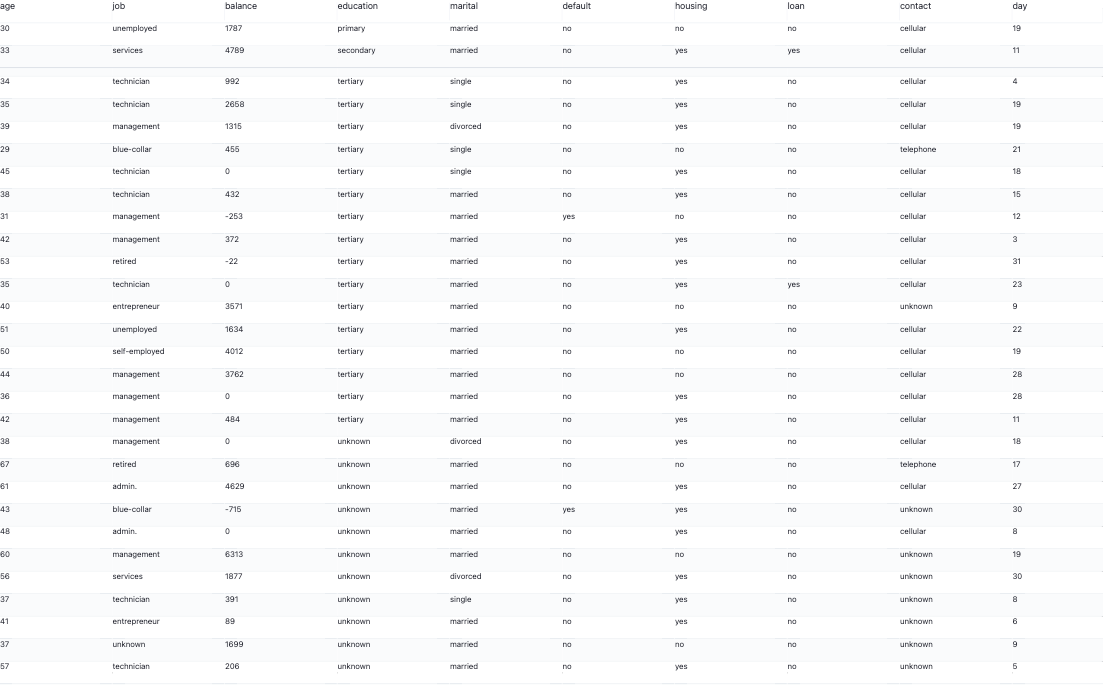 age job balance education marital default housing loan contact day
30 unemployed 1787 primary married no no no cellular 19
33 services 4789 secondary married no yes yes cellular 11
34 technician 992 tertiary single no yes no cellular 4
35 technician 2658 tertiary single no yes no cellular 19
39 management 1315 tertiary divorced no yes no cellular 19
29 blue-collar 455 tertiary single no no no telephone 21
45 technician 0 tertiary single no yes no cellular 18
38 technician 432 tertiary married no yes no cellular 15
31 management -253 tertiary married yes no no cellular 12
42 management 372 tertiary married no yes no cellular 3
53 retired -22 tertiary married no yes no cellular 31
35 technician 0 tertiary married no yes yes cellular 23
40 entrepreneur 3571 tertiary married no no no unknown 9
51 unemployed 1634 tertiary married no yes no cellular 22
50 self-employed 4012 tertiary married no no no cellular 19
44 management 3762 tertiary married no no no cellular 28
36 management 0 tertiary married no yes no cellular 28
42 management 484 tertiary married no yes no cellular 11
38 management 0 unknown divorced no yes no cellular 18
67 retired 696 unknown married no no no telephone 17
61 admin. 4629 unknown married no yes no cellular 27
43 blue-collar -715 unknown married yes yes no unknown 30
48 admin. 0 unknown married no yes no cellular 8
60 management 6313 unknown married no no no unknown 19
56 services 1877 unknown divorced no yes no unknown 30
37 technician 391 unknown single no yes no unknown 8
41 entrepreneur 89 unknown married no yes no unknown 6
37 unknown 1699 unknown married no no no unknown 9
57 technician 206 unknown married no yes no unknown 5